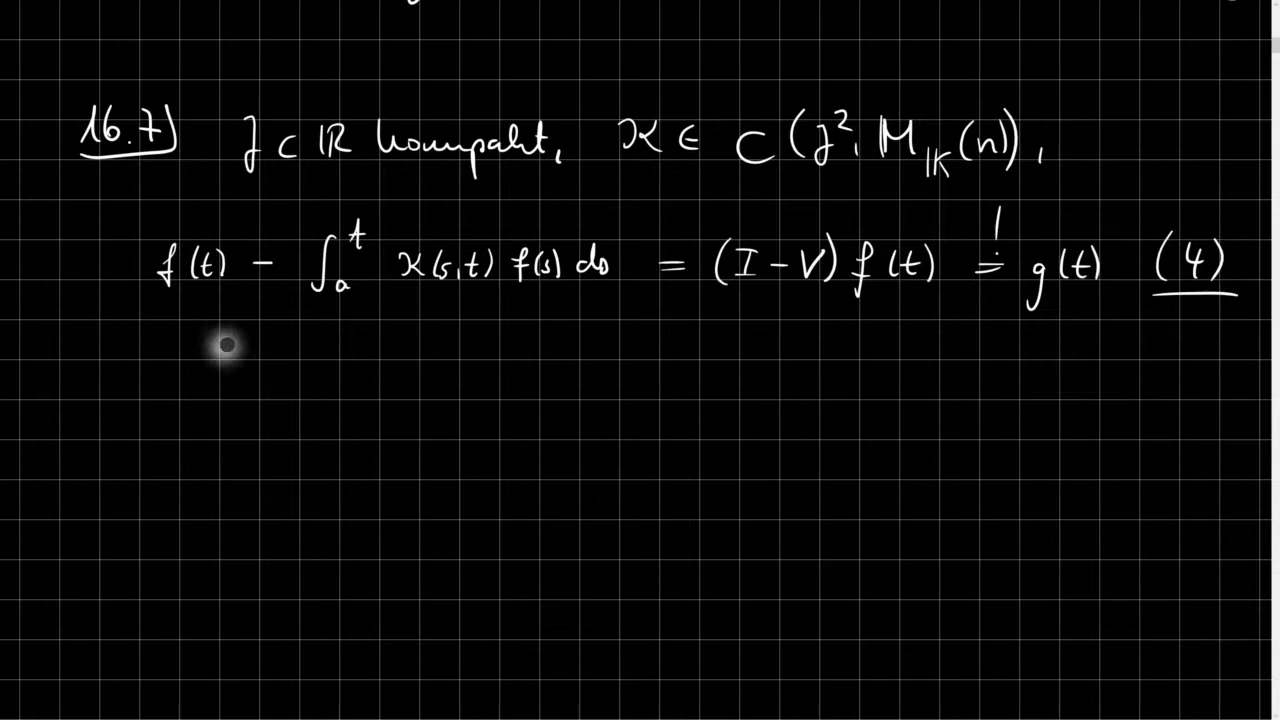 16.7) J ⊂ ℝ kompakt, ϰ ∈ C(J², 𝕄_𝕂(n)),
f(t) − ∫_a^t ϰ(s,t) f(s) ds = (I − V) f(t) =^! g(t) (4)